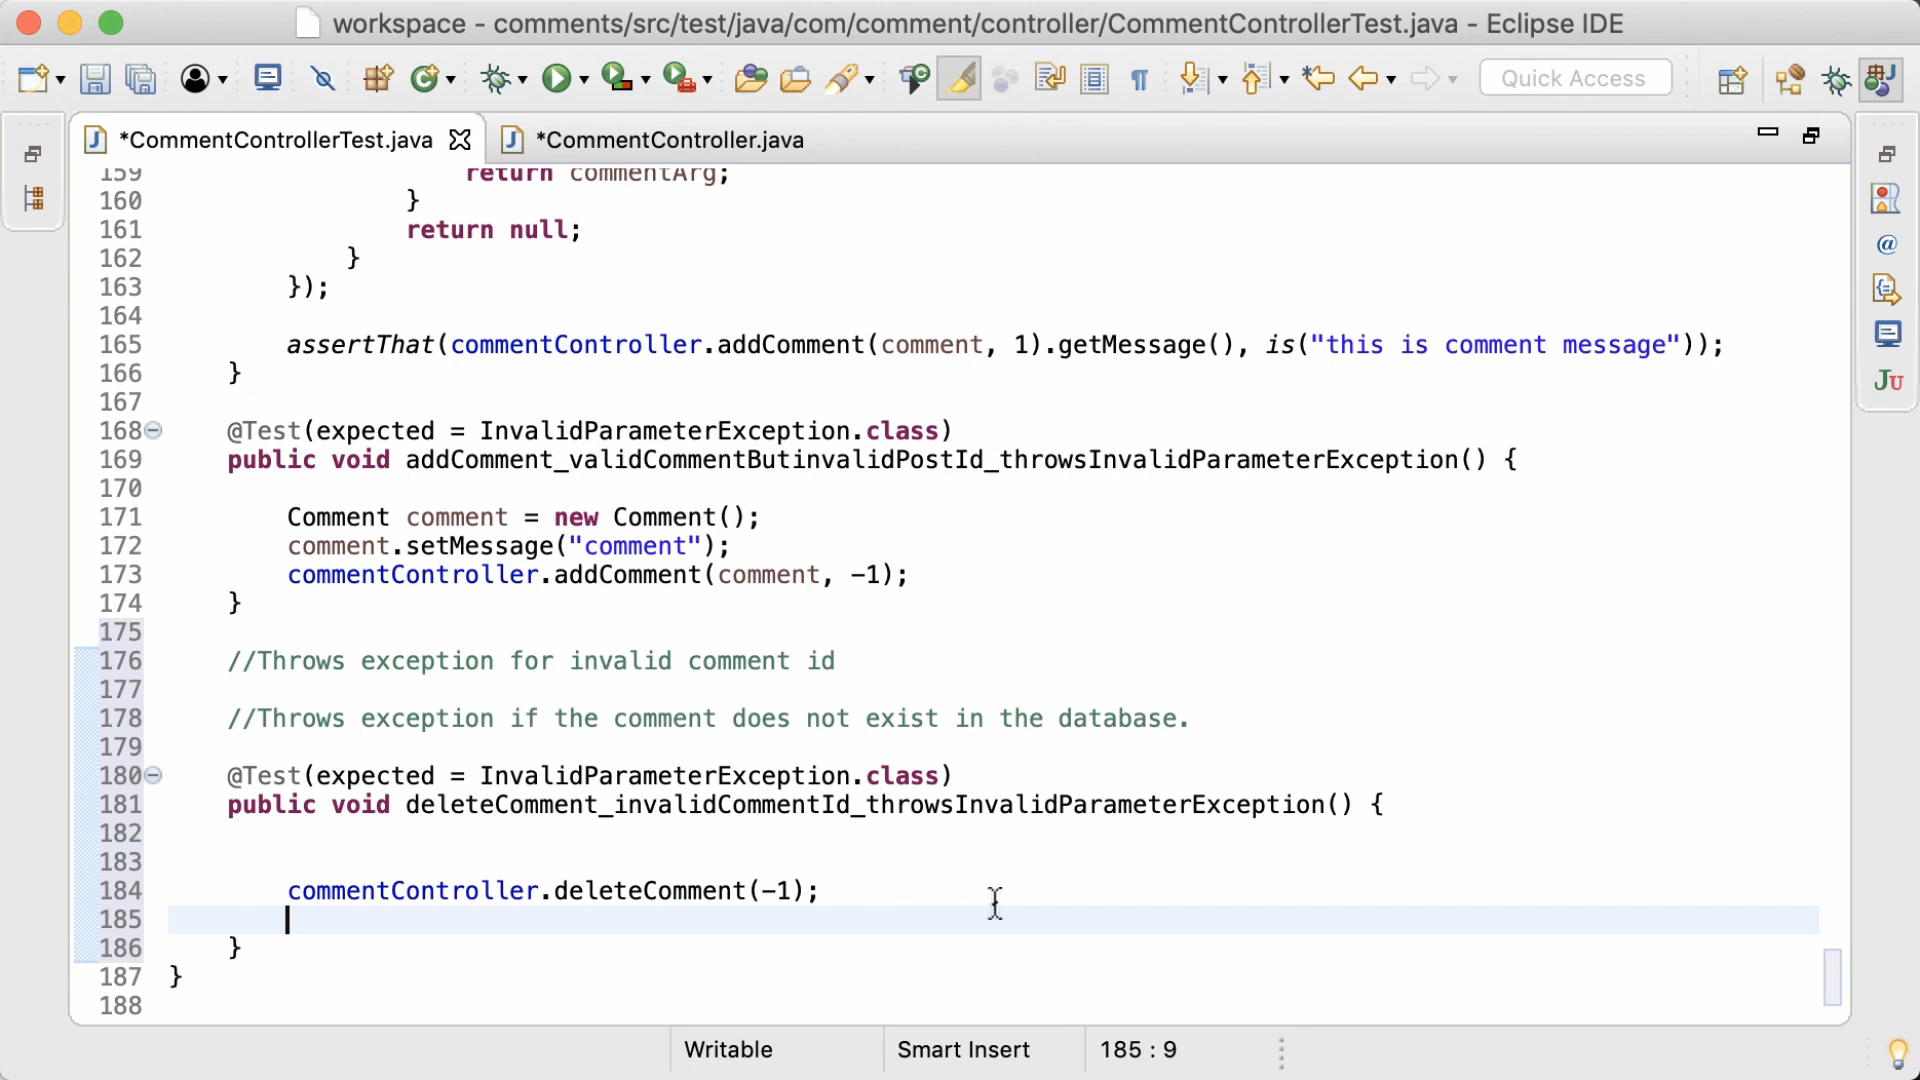 workspace - comments/src/test/java/com/comment/controller/CommentControllerTest.java - Eclipse IDE
Quick Access
*CommentControllerTest.java
*CommentController.java
159 return commentArg;
160 }
161 return null;
162 }
163 });
164
165 assertThat(commentController.addComment(comment, 1).getMessage(), is("this is comment message"));
166 }
167
168 @Test(expected = InvalidParameterException.class)
169 public void addComment_validCommentButinvalidPostId_throwsInvalidParameterException() {
170
171 Comment comment = new Comment();
172 comment.setMessage("comment");
173 commentController.addComment(comment, -1);
174 }
175
176 //Throws exception for invalid comment id
177
178 //Throws exception if the comment does not exist in the database.
179
180 @Test(expected = InvalidParameterException.class)
181 public void deleteComment_invalidCommentId_throwsInvalidParameterException() {
182
183
184 commentController.deleteComment(-1);
185
186 }
187 }
188
Writable
Smart Insert
185 : 9